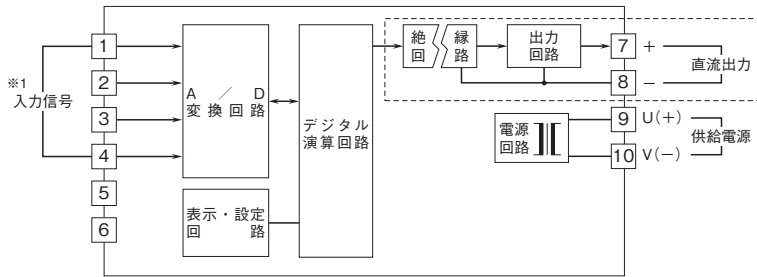 ※1
入力信号
1
2
3
4
5
6
A / D
変換回路
表示・設定
回路
デジタル
演算回路
絶縁
回路
出力
回路
電源
回路
7
+
8
−
直流出力
9
U(+)
10
V(−)
供給電源